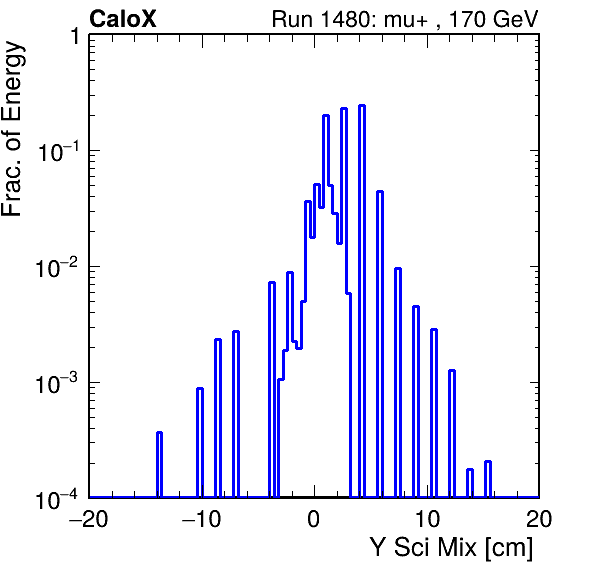 CaloX Run 1480: mu+ , 170 GeV
Frac. of Energy
1
10⁻¹
10⁻²
10⁻³
10⁻⁴
−20 −10 0 10 20
Y Sci Mix [cm]